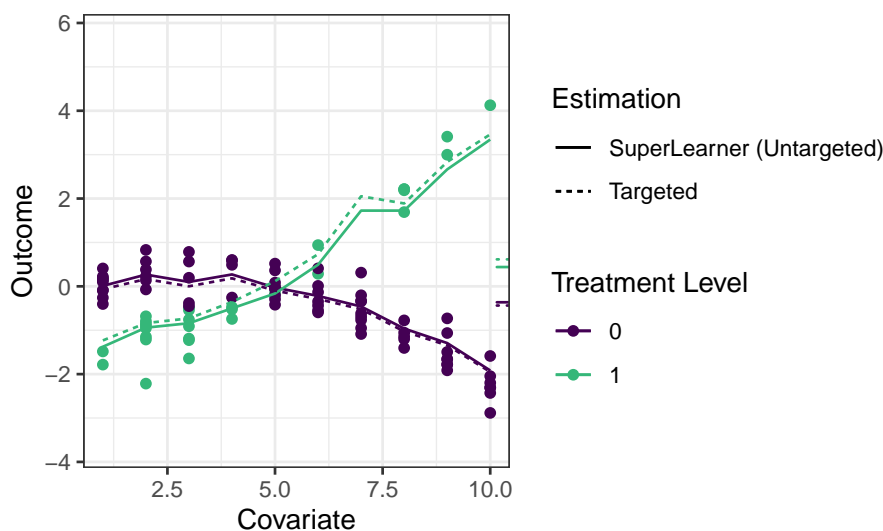 6
4
2
0
−2
−4
2.5 5.0 7.5 10.0
Covariate
Outcome
Estimation
SuperLearner (Untargeted)
Targeted
Treatment Level
0
1